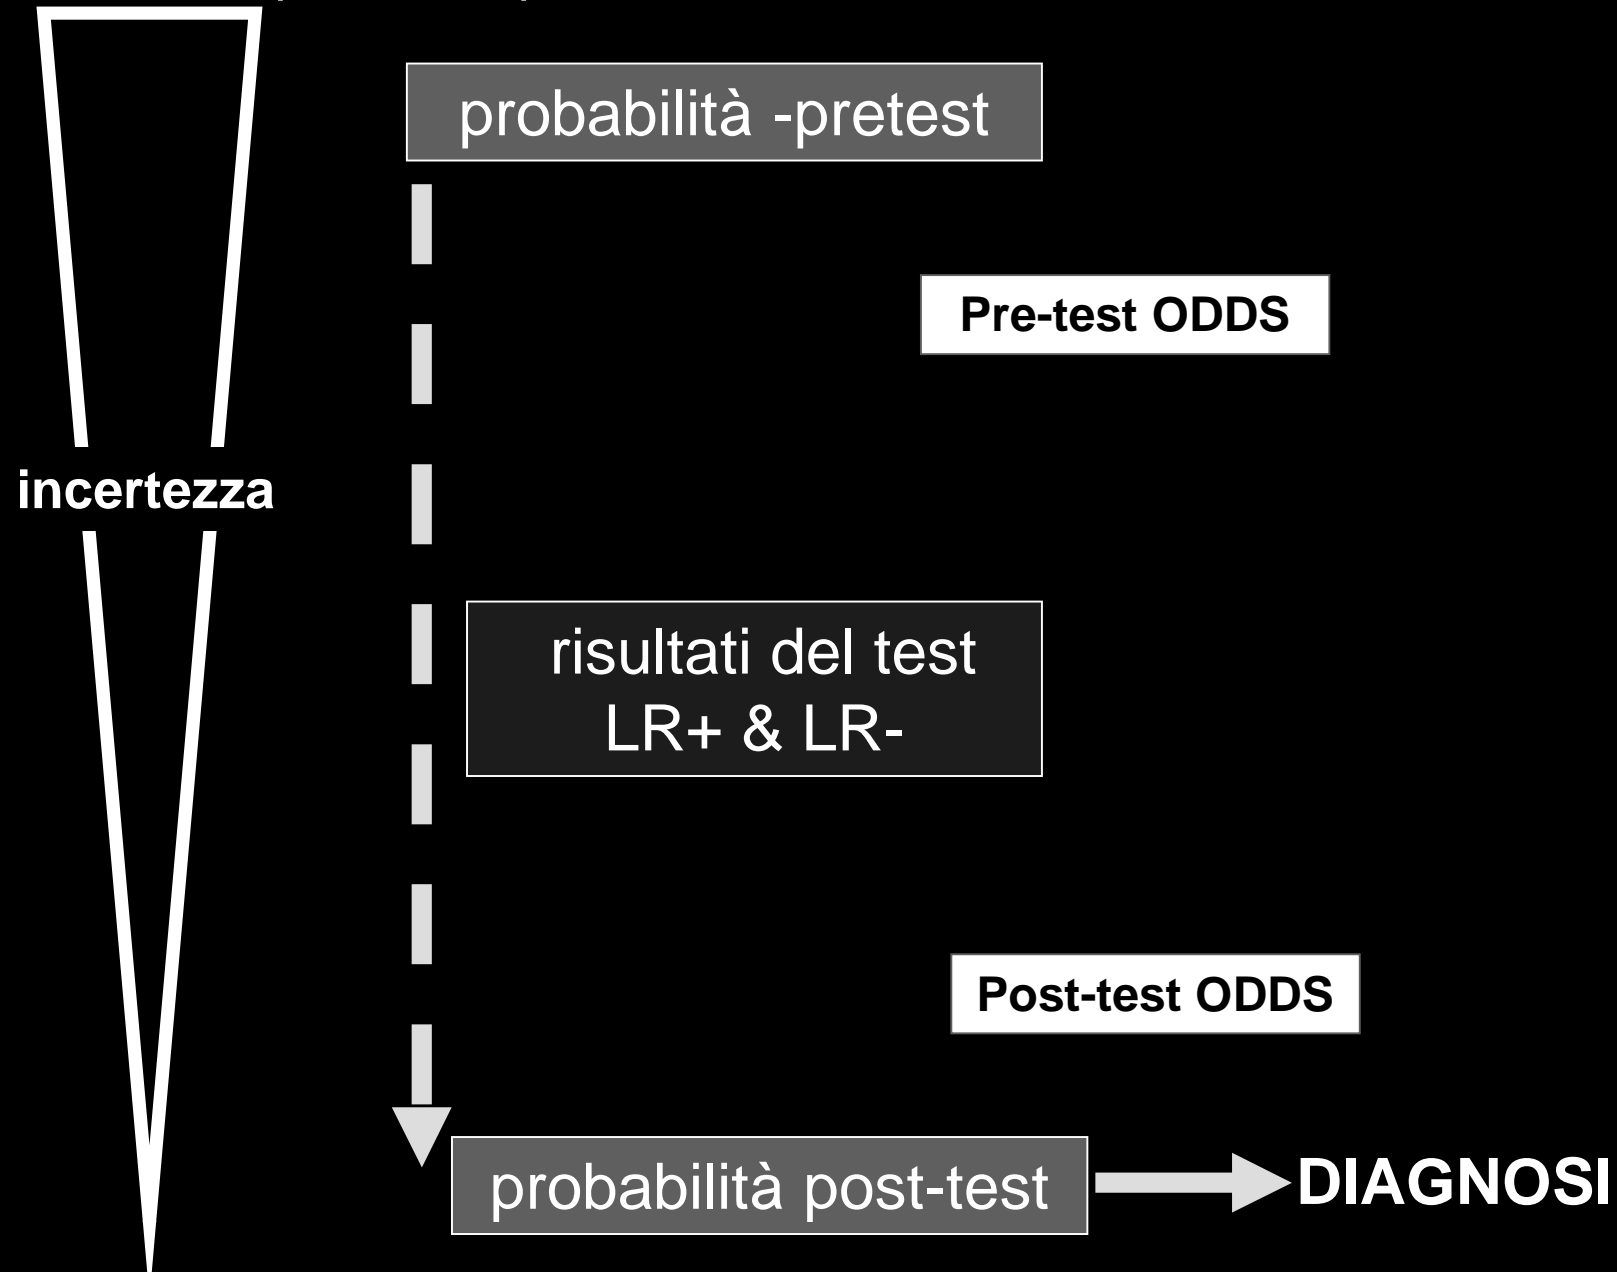 probabilità -pretest
Pre-test ODDS
incertezza
risultati del test
LR+ & LR-
Post-test ODDS
probabilità post-test
DIAGNOSI